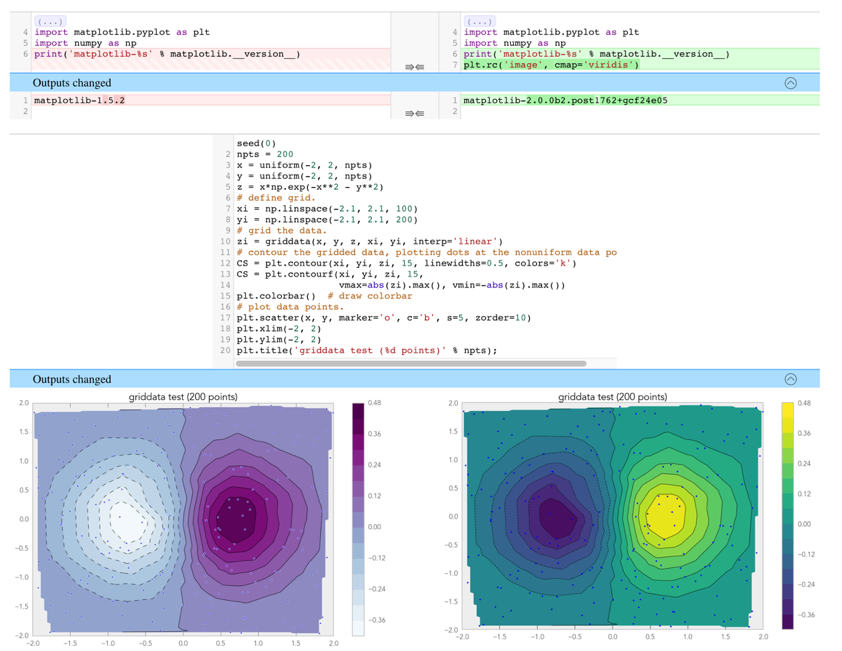 (...)
4 import matplotlib.pyplot as plt
5 import numpy as np
6 print('matplotlib-%s' % matplotlib.__version__)
(...)
4 import matplotlib.pyplot as plt
5 import numpy as np
6 print('matplotlib-%s' % matplotlib.__version__)
7 plt.rc('image', cmap='viridis')
Outputs changed
1 matplotlib-1.5.2
2
1 matplotlib-2.0.0b2.post1762+gcf24e05
2
seed(0)
2 npts = 200
3 x = uniform(-2, 2, npts)
4 y = uniform(-2, 2, npts)
5 z = x*np.exp(-x**2 - y**2)
6 # define grid.
7 xi = np.linspace(-2.1, 2.1, 100)
8 yi = np.linspace(-2.1, 2.1, 200)
9 # grid the data.
10 zi = griddata(x, y, z, xi, yi, interp='linear')
11 # contour the gridded data, plotting dots at the nonuniform data po
12 CS = plt.contour(xi, yi, zi, 15, linewidths=0.5, colors='k')
13 CS = plt.contourf(xi, yi, zi, 15,
14 vmax=abs(zi).max(), vmin=-abs(zi).max())
15 plt.colorbar() # draw colorbar
16 # plot data points.
17 plt.scatter(x, y, marker='o', c='b', s=5, zorder=10)
18 plt.xlim(-2, 2)
19 plt.ylim(-2, 2)
20 plt.title('griddata test (%d points)' % npts);
Outputs changed
griddata test (200 points)
2.0
1.5
1.0
0.5
0.0
−0.5
−1.0
−1.5
−2.0
−2.0 −1.5 −1.0 −0.5 0.0 0.5 1.0 1.5 2.0
0.48
0.36
0.24
0.12
0.00
−0.12
−0.24
−0.36
griddata test (200 points)
2.0
1.5
1.0
0.5
0.0
−0.5
−1.0
−1.5
−2.0
−2.0 −1.5 −1.0 −0.5 0.0 0.5 1.0 1.5 2.0
0.48
0.36
0.24
0.12
0.00
−0.12
−0.24
−0.36